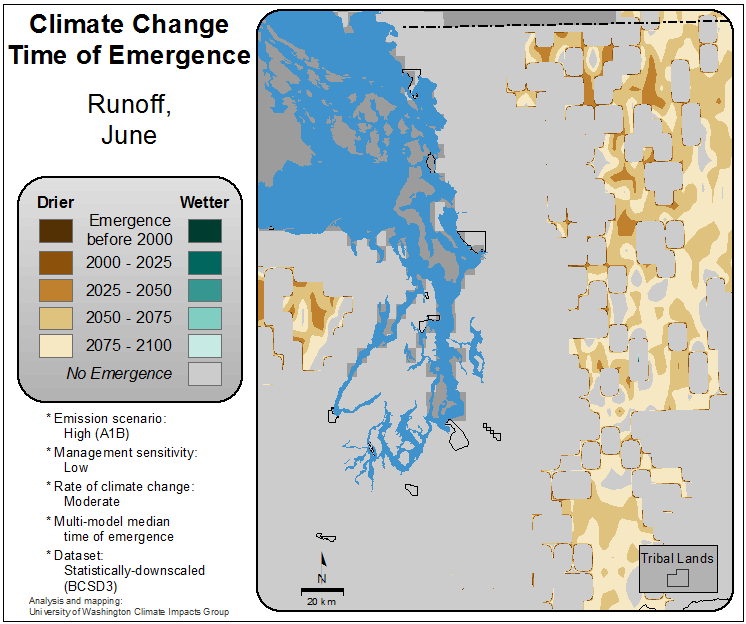 Climate Change
Time of Emergence
Runoff,
June
Drier
Wetter
Emergence
before 2000
2000 - 2025
2025 - 2050
2050 - 2075
2075 - 2100
No Emergence
* Emission scenario:
High (A1B)
* Management sensitivity:
Low
* Rate of climate change:
Moderate
* Multi-model median
time of emergence
* Dataset:
Statistically-downscaled
(BCSD3)
Analysis and mapping:
University of Washington Climate Impacts Group
N
20 km
Tribal Lands